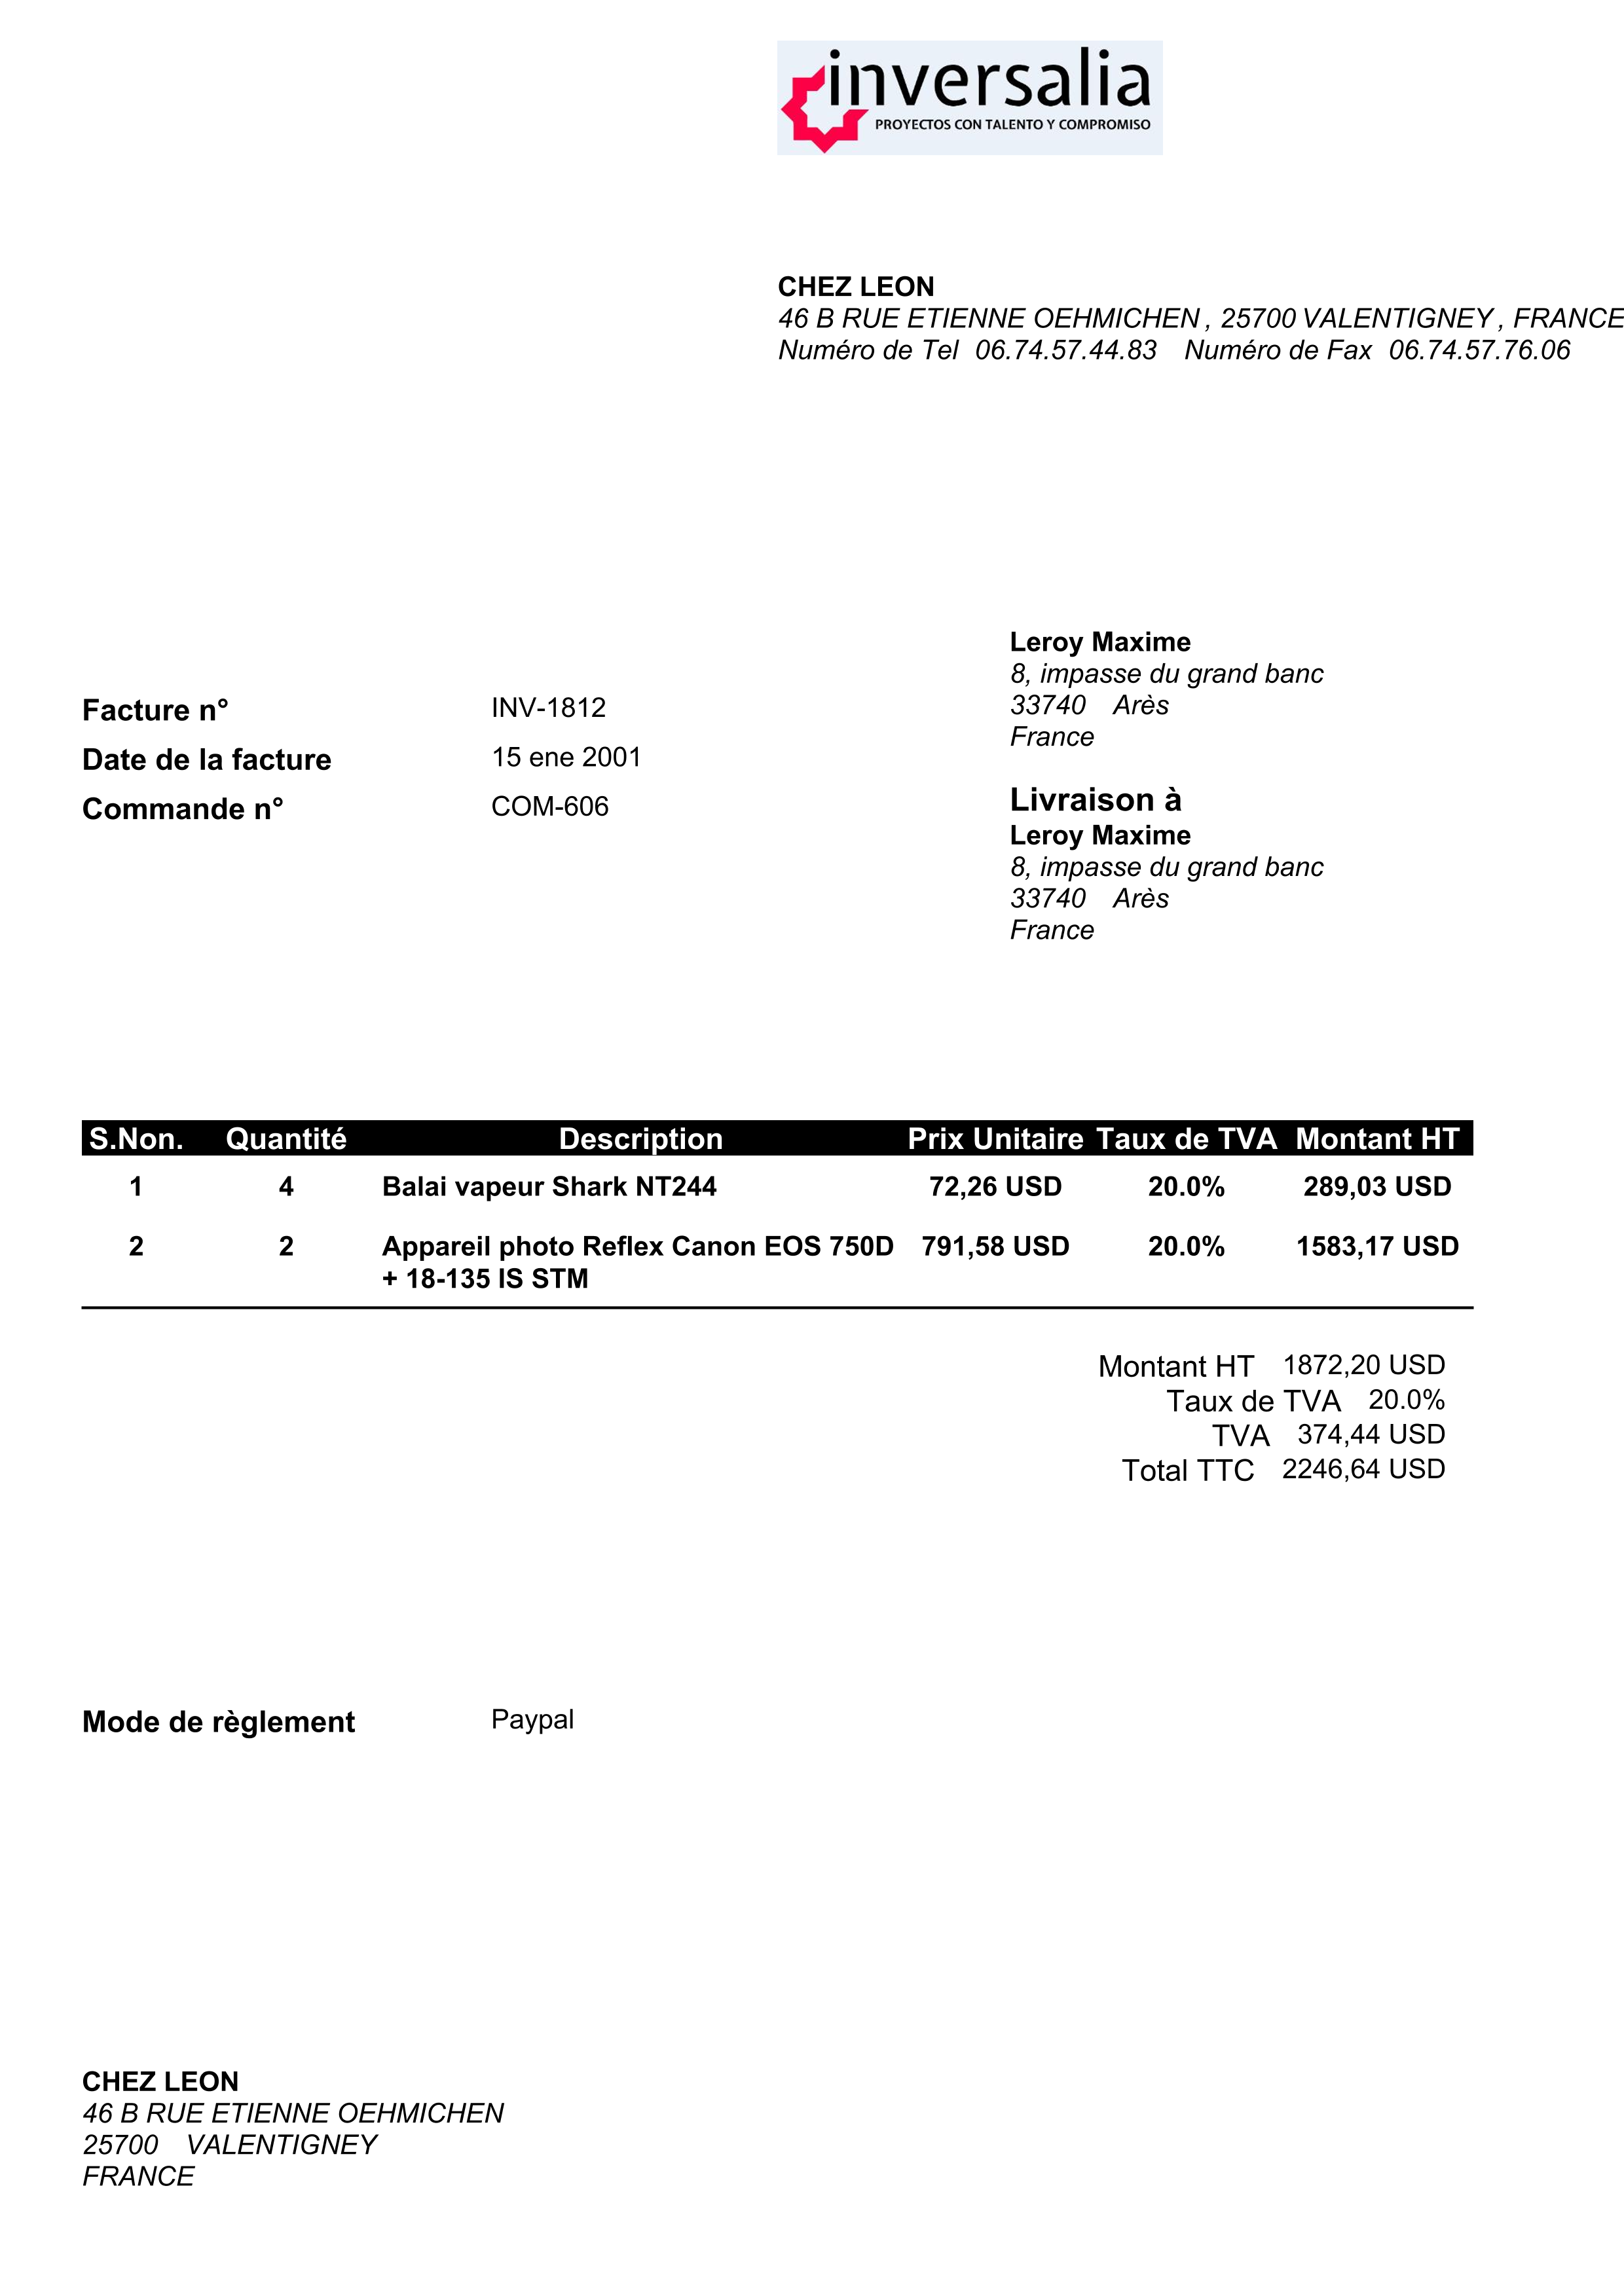 inversalia
PROYECTOS CON TALENTO Y COMPROMISO
CHEZ LEON
46 B RUE ETIENNE OEHMICHEN , 25700 VALENTIGNEY , FRANCE
Numéro de Tel 06.74.57.44.83 Numéro de Fax 06.74.57.76.06
Leroy Maxime
8, impasse du grand banc
33740 Arès
France
Facture n° INV-1812
Date de la facture 15 ene 2001
Commande n° COM-606
Livraison à
Leroy Maxime
8, impasse du grand banc
33740 Arès
France
S.Non. Quantité Description Prix Unitaire Taux de TVA Montant HT
1 4 Balai vapeur Shark NT244 72,26 USD 20.0% 289,03 USD
2 2 Appareil photo Reflex Canon EOS 750D 791,58 USD 20.0% 1583,17 USD
+ 18-135 IS STM
Montant HT 1872,20 USD
Taux de TVA 20.0%
TVA 374,44 USD
Total TTC 2246,64 USD
Mode de règlement Paypal
CHEZ LEON
46 B RUE ETIENNE OEHMICHEN
25700 VALENTIGNEY
FRANCE